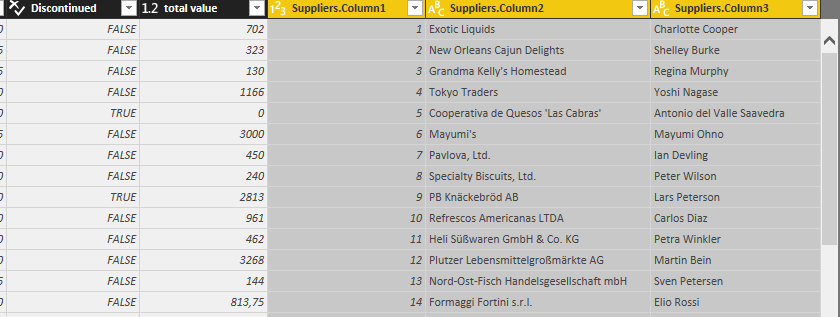 Discontinued 1.2 total value 123 Suppliers.Column1 ABC Suppliers.Column2 ABC Suppliers.Column3
FALSE 702 1 Exotic Liquids Charlotte Cooper
FALSE 323 2 New Orleans Cajun Delights Shelley Burke
FALSE 130 3 Grandma Kelly's Homestead Regina Murphy
FALSE 1166 4 Tokyo Traders Yoshi Nagase
TRUE 0 5 Cooperativa de Quesos 'Las Cabras' Antonio del Valle Saavedra
FALSE 3000 6 Mayumi's Mayumi Ohno
FALSE 450 7 Pavlova, Ltd. Ian Devling
FALSE 240 8 Specialty Biscuits, Ltd. Peter Wilson
TRUE 2813 9 PB Knäckebröd AB Lars Peterson
FALSE 961 10 Refrescos Americanas LTDA Carlos Diaz
FALSE 462 11 Heli Süßwaren GmbH & Co. KG Petra Winkler
FALSE 3268 12 Plutzer Lebensmittelgroßmärkte AG Martin Bein
FALSE 144 13 Nord-Ost-Fisch Handelsgesellschaft mbH Sven Petersen
FALSE 813,75 14 Formaggi Fortini s.r.l. Elio Rossi